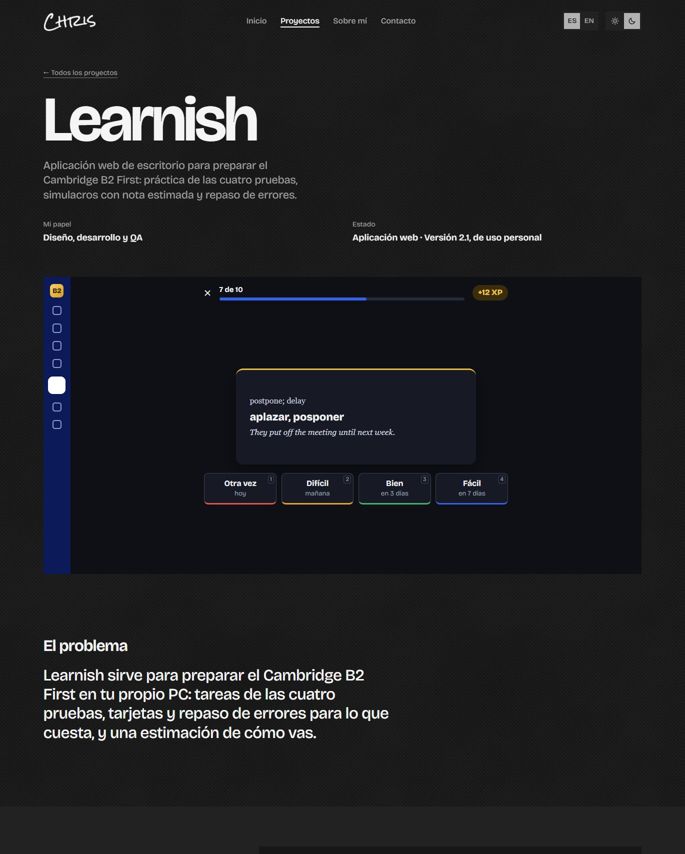 CHRIS
Inicio Proyectos Sobre mí Contacto
ES EN
← Todos los proyectos
Learnish
Aplicación web de escritorio para preparar el
Cambridge B2 First: práctica de las cuatro pruebas,
simulacros con nota estimada y repaso de errores.
Mi papel
Diseño, desarrollo y QA
Estado
Aplicación web · Versión 2.1, de uso personal
B2
7 de 10
+12 XP
postpone; delay
aplazar, posponer
They put off the meeting until next week.
Otra vez 1
hoy
Difícil 2
mañana
Bien 3
en 3 días
Fácil 4
en 7 días
El problema
Learnish sirve para preparar el Cambridge B2
First en tu propio PC: tareas de las cuatro
pruebas, tarjetas y repaso de errores para lo que
cuesta, y una estimación de cómo vas.